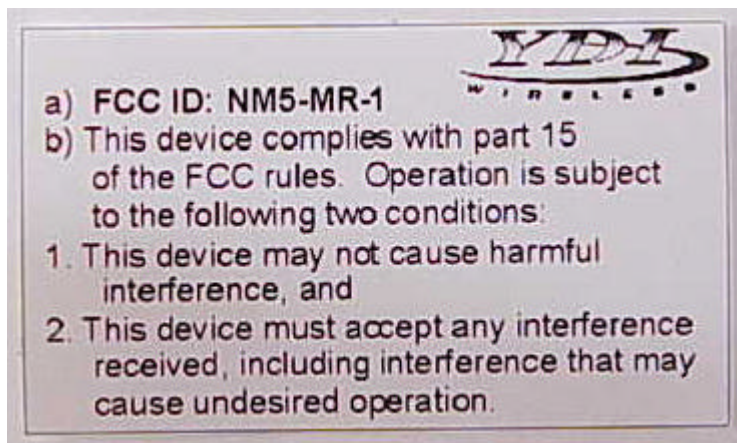 YDI
WIRELESS
a) FCC ID: NM5-MR-1
b) This device complies with part 15
of the FCC rules. Operation is subject
to the following two conditions:
1. This device may not cause harmful
interference, and
2. This device must accept any interference
received, including interference that may
cause undesired operation.